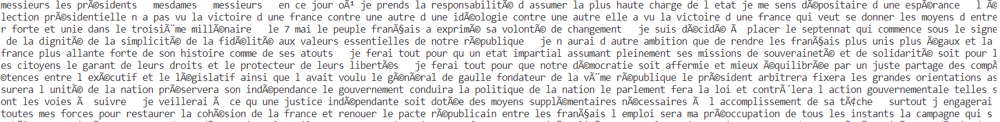 messieurs les prÃ©sidents   mesdames   messieurs   en ce jour oÃ¹ je prends la responsabilitÃ© d assumer la plus haute charge de l etat je me sens dÃ©positaire d une espÃ©rance   l Ã©
lection prÃ©sidentielle n a pas vu la victoire d une france contre une autre d une idÃ©ologie contre une autre elle a vu la victoire d une france qui veut se donner les moyens d entre
r forte et unie dans le troisiÃ¨me millÃ©naire   le 7 mai le peuple franÃ§ais a exprimÃ© sa volontÃ© de changement   je suis dÃ©cidÃ© Ã  placer le septennat qui commence sous le signe
de la dignitÃ© de la simplicitÃ© de la fidÃ©litÃ© aux valeurs essentielles de notre rÃ©publique   je n aurai d autre ambition que de rendre les franÃ§ais plus unis plus Ã©gaux et la
france plus allante forte de son histoire comme de ses atouts   je ferai tout pour qu un etat impartial assumant pleinement ses missions de souverainetÃ© et de solidaritÃ© soit pour l
es citoyens le garant de leurs droits et le protecteur de leurs libertÃ©s   je ferai tout pour que notre dÃ©mocratie soit affermie et mieux Ã©quilibrÃ©e par un juste partage des compÃ
©tences entre l exÃ©cutif et le lÃ©gislatif ainsi que l avait voulu le gÃ©nÃ©ral de gaulle fondateur de la vÃ¨me rÃ©publique le prÃ©sident arbitrera fixera les grandes orientations as
surera l unitÃ© de la nation prÃ©servera son indÃ©pendance le gouvernement conduira la politique de la nation le parlement fera la loi et contrÃ´lera l action gouvernementale telles s
ont les voies Ã  suivre   je veillerai Ã  ce qu une justice indÃ©pendante soit dotÃ©e des moyens supplÃ©mentaires nÃ©cessaires Ã  l accomplissement de sa tÃ¢che   surtout j engagerai
toutes mes forces pour restaurer la cohÃ©sion de la france et renouer le pacte rÃ©publicain entre les franÃ§ais l emploi sera ma prÃ©occupation de tous les instants la campagne qui s